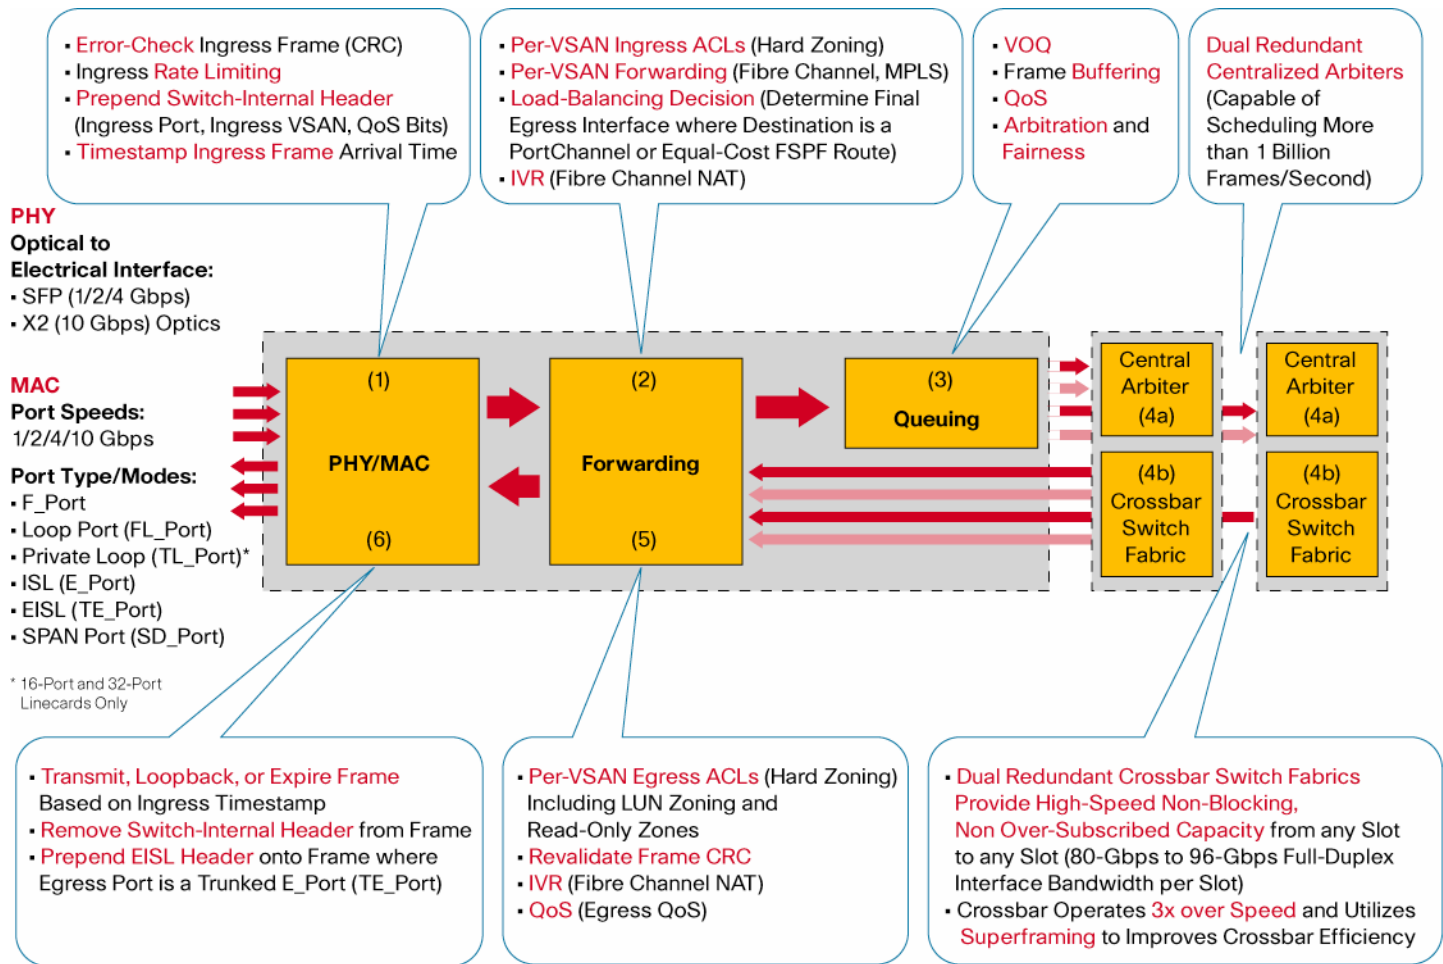 ▪ Error-Check Ingress Frame (CRC)
▪ Ingress Rate Limiting
▪ Prepend Switch-Internal Header
(Ingress Port, Ingress VSAN, QoS Bits)
▪ Timestamp Ingress Frame Arrival Time
▪ Per-VSAN Ingress ACLs (Hard Zoning)
▪ Per-VSAN Forwarding (Fibre Channel, MPLS)
▪ Load-Balancing Decision (Determine Final
Egress Interface where Destination is a
PortChannel or Equal-Cost FSPF Route)
▪ IVR (Fibre Channel NAT)
▪ VOQ
▪ Frame Buffering
▪ QoS
▪ Arbitration and
Fairness
Dual Redundant
Centralized Arbiters
(Capable of
Scheduling More
than 1 Billion
Frames/Second)
PHY
Optical to
Electrical Interface:
▪ SFP (1/2/4 Gbps)
▪ X2 (10 Gbps) Optics
MAC
Port Speeds:
1/2/4/10 Gbps
Port Type/Modes:
▪ F_Port
▪ Loop Port (FL_Port)
▪ Private Loop (TL_Port)*
▪ ISL (E_Port)
▪ EISL (TE_Port)
▪ SPAN Port (SD_Port)
* 16-Port and 32-Port
Linecards Only
(1)
PHY/MAC
(6)
(2)
Forwarding
(5)
(3)
Queuing
Central
Arbiter
(4a)
(4b)
Crossbar
Switch
Fabric
Central
Arbiter
(4a)
(4b)
Crossbar
Switch
Fabric
▪ Transmit, Loopback, or Expire Frame
Based on Ingress Timestamp
▪ Remove Switch-Internal Header from Frame
▪ Prepend EISL Header onto Frame where
Egress Port is a Trunked E_Port (TE_Port)
▪ Per-VSAN Egress ACLs (Hard Zoning)
Including LUN Zoning and
Read-Only Zones
▪ Revalidate Frame CRC
▪ IVR (Fibre Channel NAT)
▪ QoS (Egress QoS)
▪ Dual Redundant Crossbar Switch Fabrics
Provide High-Speed Non-Blocking,
Non Over-Subscribed Capacity from any Slot
to any Slot (80-Gbps to 96-Gbps Full-Duplex
Interface Bandwidth per Slot)
▪ Crossbar Operates 3x over Speed and Utilizes
Superframing to Improves Crossbar Efficiency